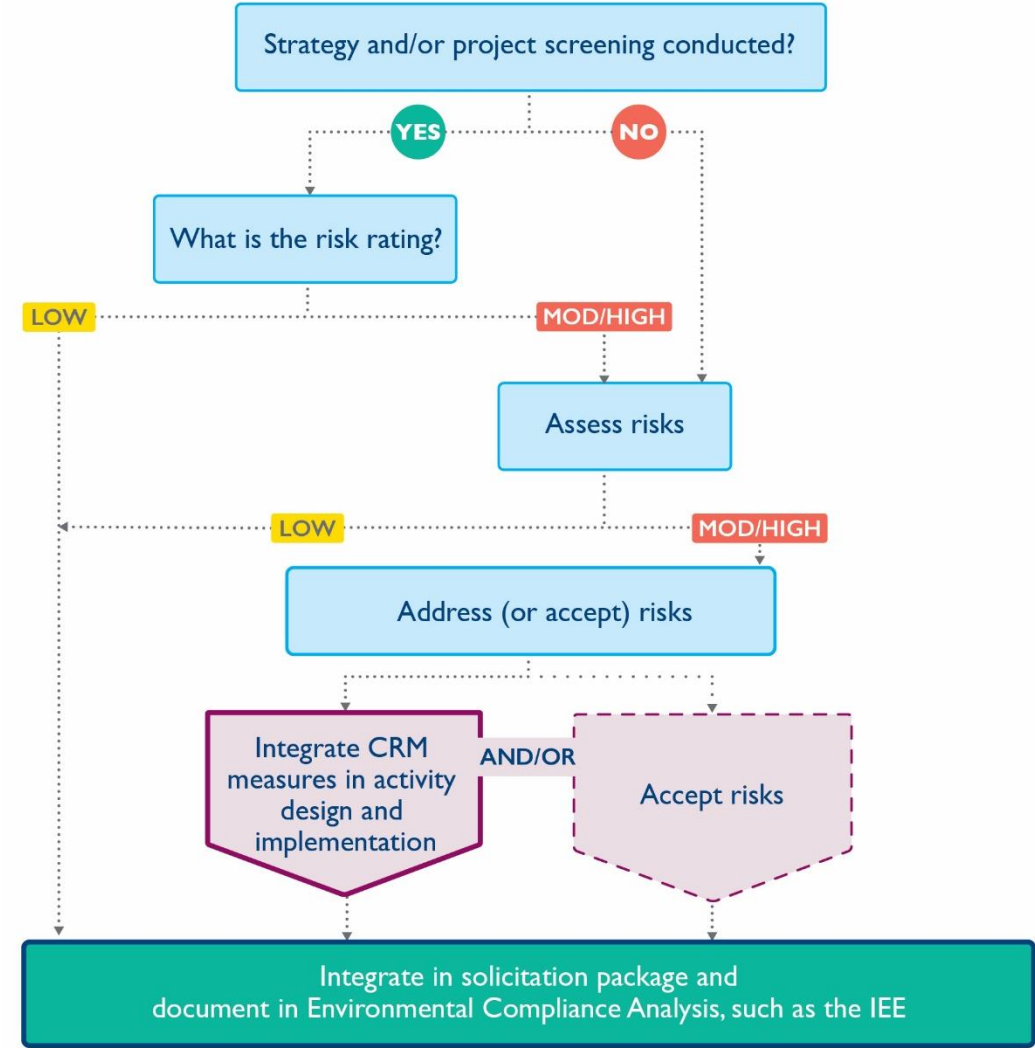 Strategy and/or project screening conducted?
YES
NO
What is the risk rating?
LOW
MOD/HIGH
Assess risks
LOW
MOD/HIGH
Address (or accept) risks
Integrate CRM
measures in activity
design and
implementation
AND/OR
Accept risks
Integrate in solicitation package and
document in Environmental Compliance Analysis, such as the IEE